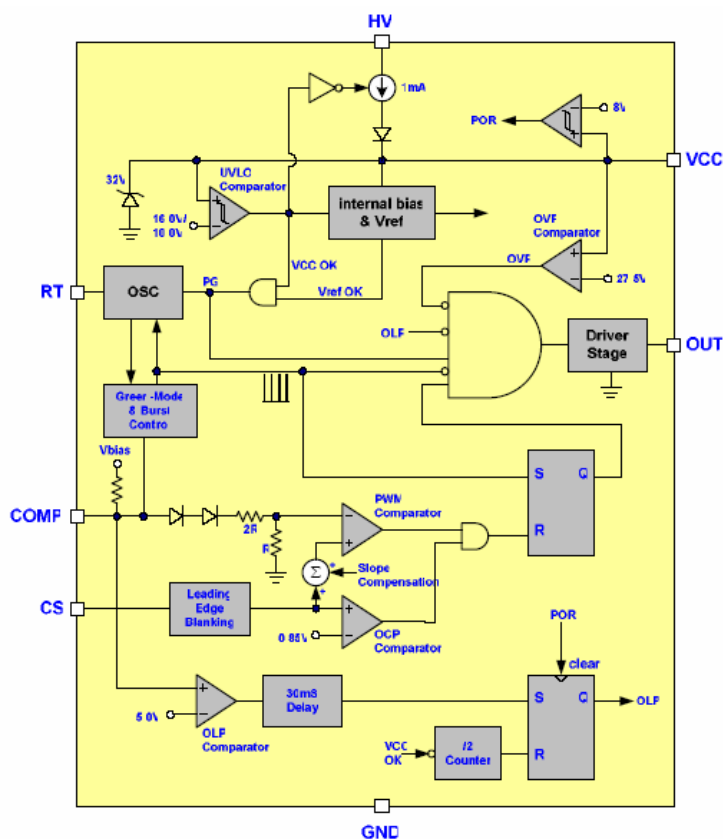 HV
1mA
POR
8V
VCC
32V
UVLO
Comparator
16.0V/
10.0V
internal bias
& Vref
OVP
Comparator
OVP
27.5V
VCC OK
Vref OK
PG
RT
OSC
OLP
Driver
Stage
OUT
Green-Mode
& Burst
Control
Vbias
S
Q
R
COMP
2R
R
PWM
Comparator
Σ
+
+
Slope
Compensation
CS
Leading
Edge
Blanking
0.85V
+
−
OCP
Comparator
POR
clear
5.0V
+
−
OLP
Comparator
30mS
Delay
S
Q
OLP
R
VCC
OK
/2
Counter
GND